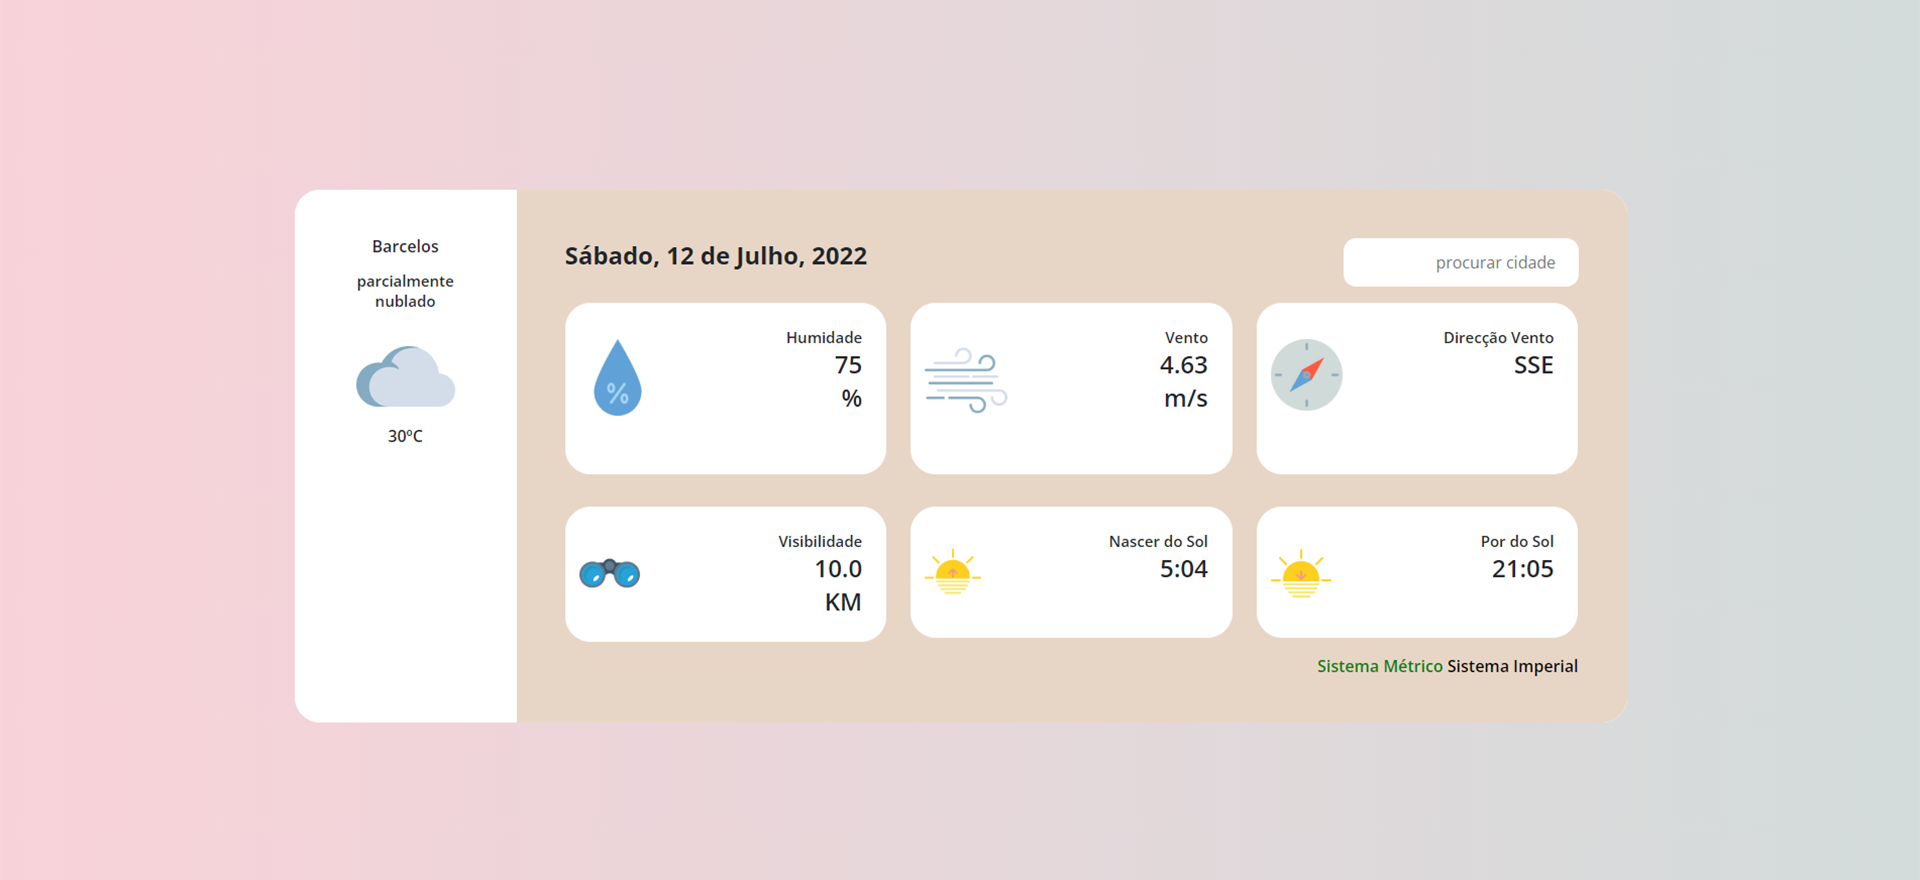 Barcelos
parcialmente
nublado
30ºC
Sábado, 12 de Julho, 2022
procurar cidade
Humidade
75
%
%
Vento
4.63
m/s
Direcção Vento
SSE
Visibilidade
10.0
KM
Nascer do Sol
5:04
Por do Sol
21:05
Sistema Métrico Sistema Imperial